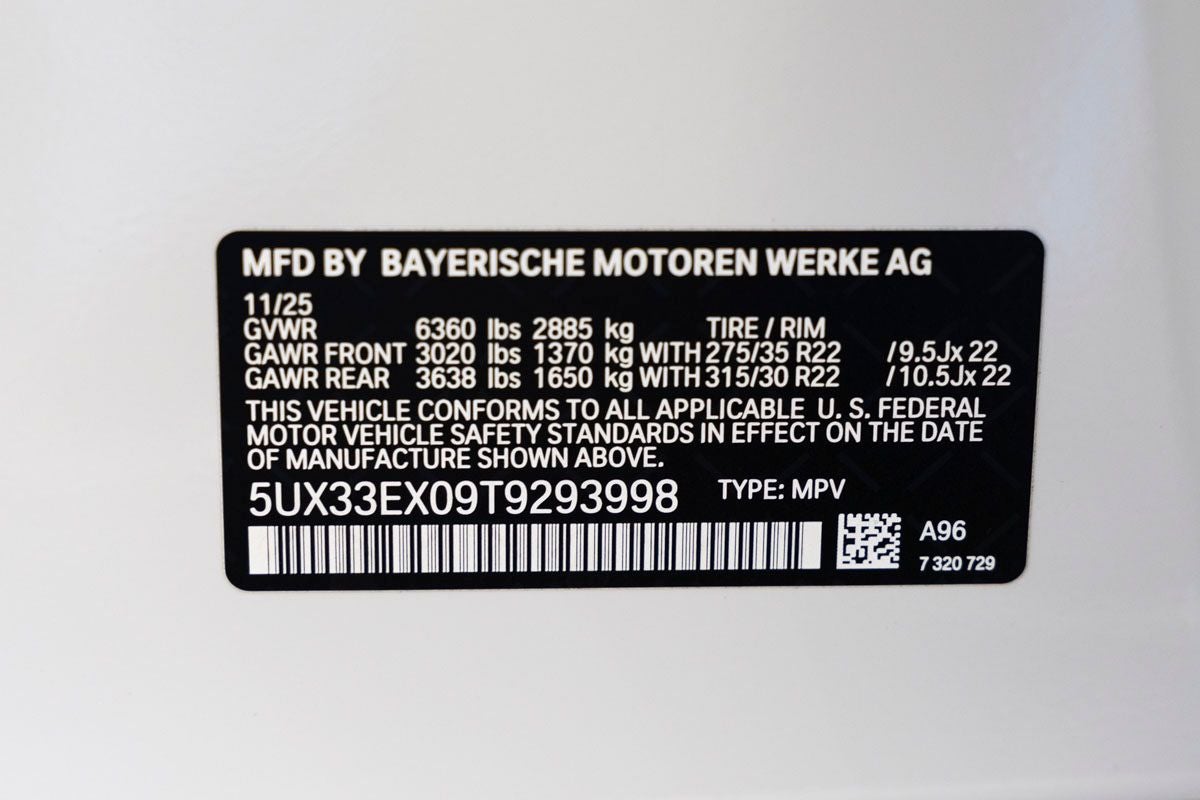 MFD BY BAYERISCHE MOTOREN WERKE AG
11/25
GVWR 6360 lbs 2885 kg TIRE / RIM
GAWR FRONT 3020 lbs 1370 kg WITH 275/35 R22 /9.5Jx 22
GAWR REAR 3638 lbs 1650 kg WITH 315/30 R22 /10.5Jx 22
THIS VEHICLE CONFORMS TO ALL APPLICABLE U. S. FEDERAL
MOTOR VEHICLE SAFETY STANDARDS IN EFFECT ON THE DATE
OF MANUFACTURE SHOWN ABOVE.
5UX33EX09T9293998 TYPE: MPV
A96
7 320 729